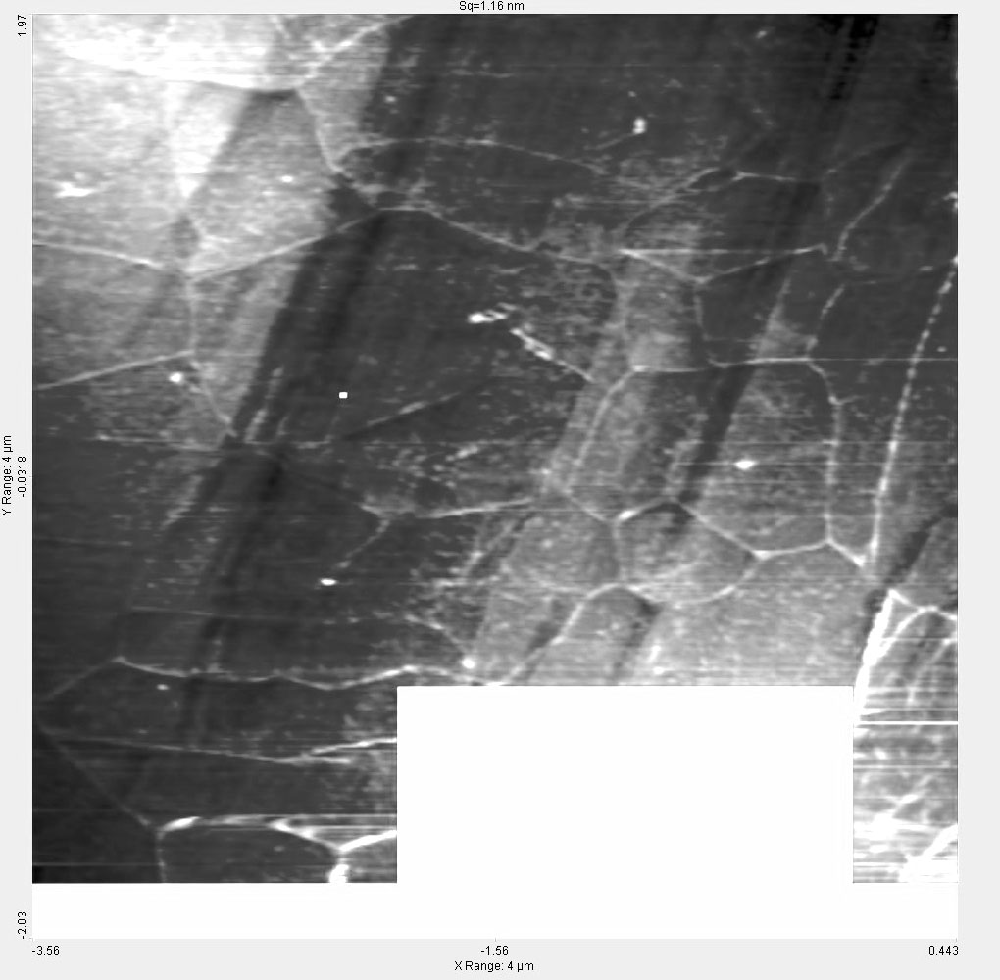 Sq=1.16 nm
1.97
Y Range: 4 µm
-0.0318
-2.03
-3.56
-1.56
0.443
X Range: 4 µm